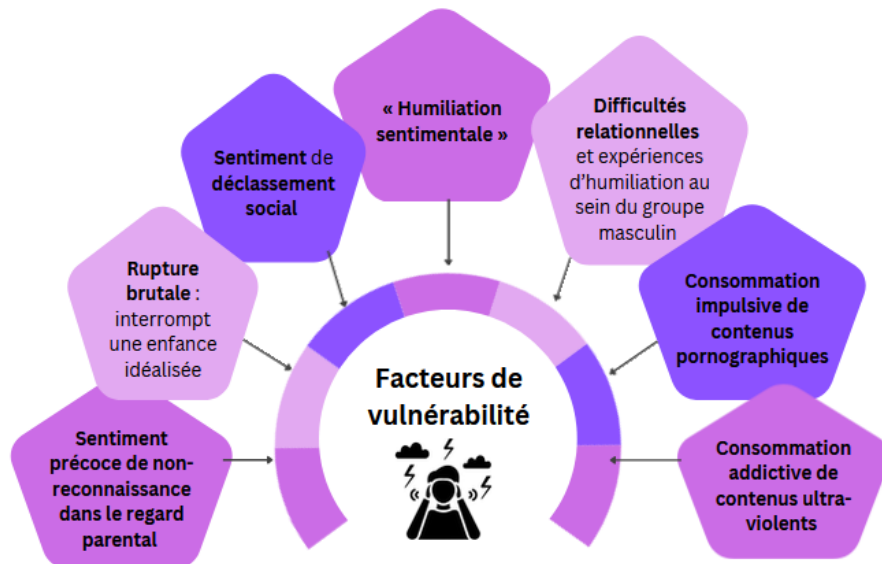 « Humiliation
sentimentale »
Difficultés
relationnelles
et expériences
d'humiliation au
sein du groupe
masculin
Sentiment de
déclassement
social
Rupture
brutale :
interrompt
une enfance
idéalisée
Consommation
impulsive de
contenus
pornographiques
Facteurs de
vulnérabilité
Sentiment
précoce de non-
reconnaissance
dans le regard
parental
Consommation
addictive de
contenus ultra-
violents